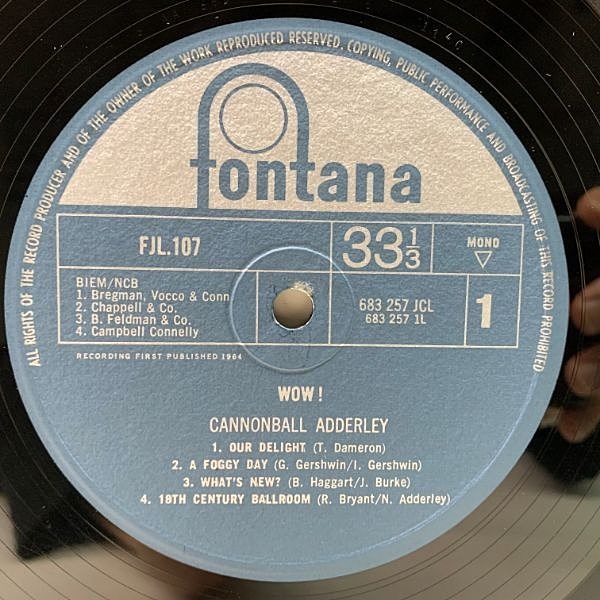 ALL RIGHTS OF THE RECORD PRODUCER AND OF THE OWNER OF THE WORK REPRODUCED RESERVED. COPYING, PUBLIC PERFORMANCE AND BROADCASTING OF THIS RECORD PROHIBITED
fontana
FJL.107
33 1/3
MONO
BIEM/NCB
1. Bregman, Vocco & Conn
2. Chappell & Co.
3. B. Feldman & Co.
4. Campbell Connelly
683 257 JCL
683 257 1L
1
RECORDING FIRST PUBLISHED 1964
WOW!
CANNONBALL ADDERLEY
1. OUR DELIGHT (T. Dameron)
2. A FOGGY DAY (G. Gershwin/I. Gershwin)
3. WHAT'S NEW? (B. Haggart/J. Burke)
4. 18TH CENTURY BALLROOM (R. Bryant/N. Adderley)